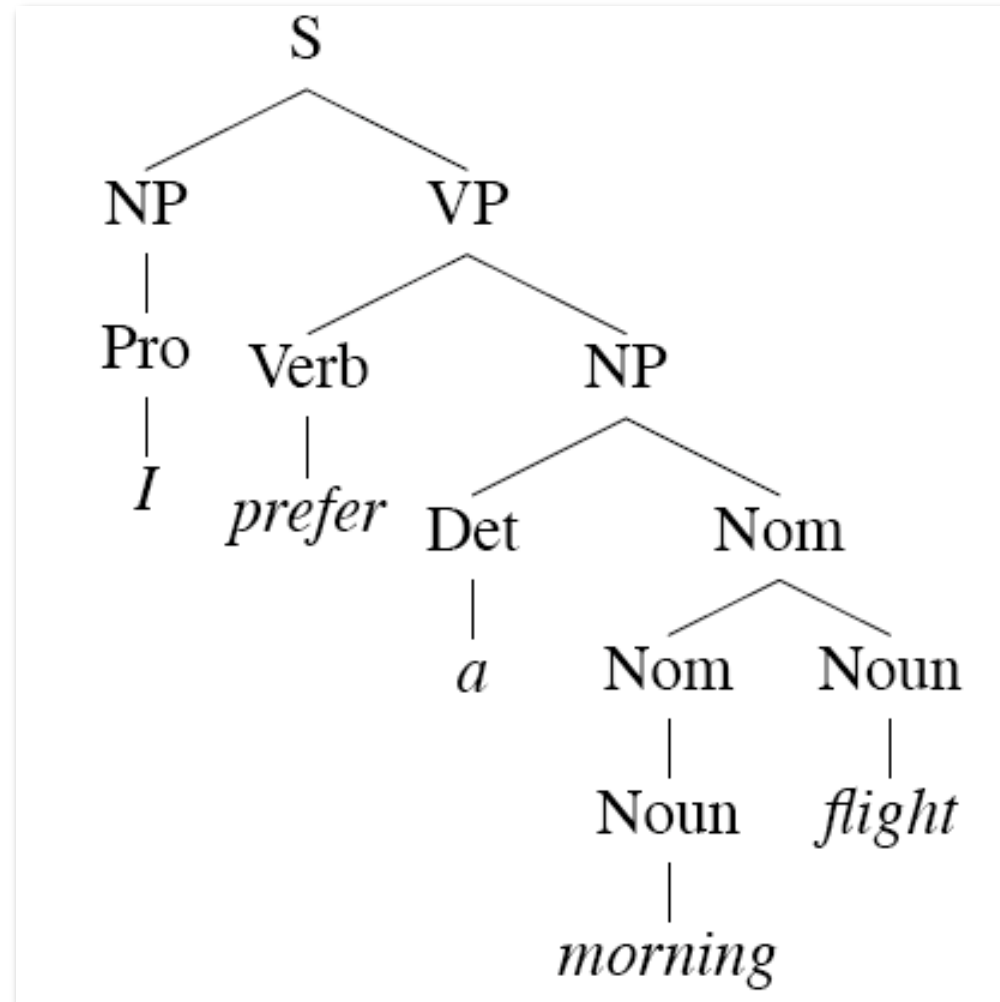 S
NP VP
Pro Verb NP
I prefer Det Nom
a Nom Noun
Noun flight
morning